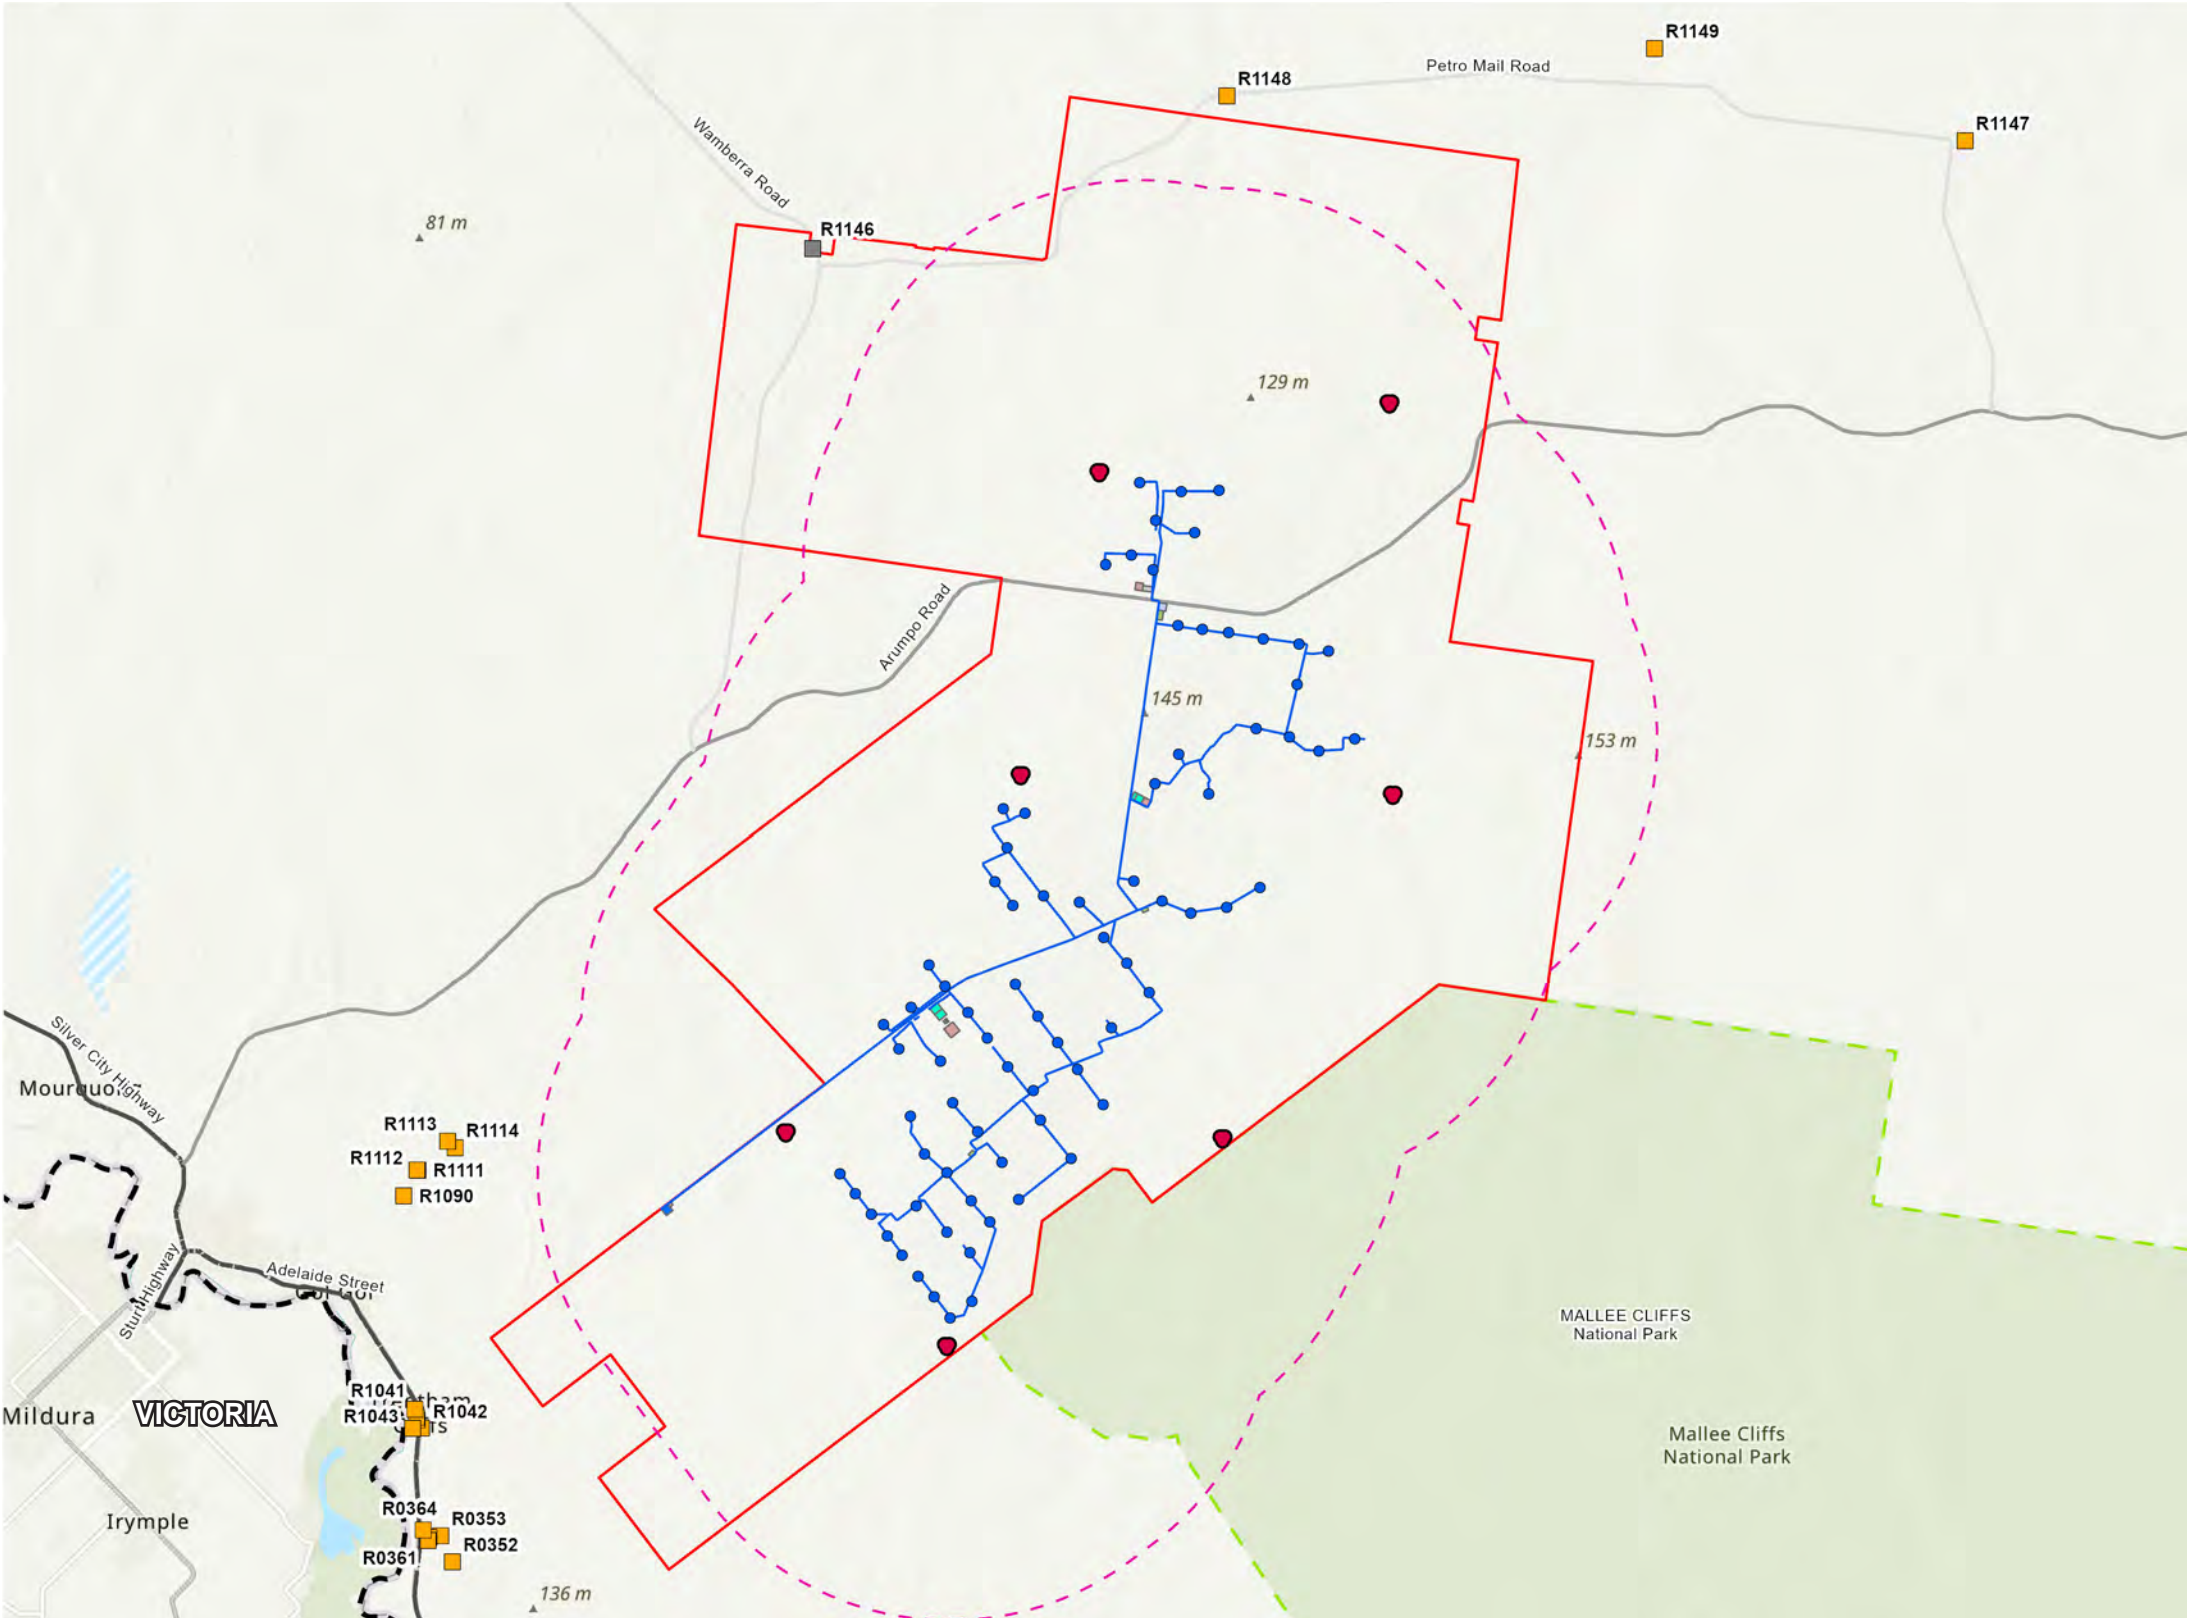 R1149
Petro Mail Road
R1148
R1147
Wamberra Road
81 m
R1146
129 m
Arumpo Road
145 m
153 m
Silver City Highway
R1113
R1114
R1112
R1111
R1090
Sturt Highway
Adelaide Street
MALLEE CLIFFS
National Park
R1041
R1042
R1043
Mildura
VICTORIA
Mallee Cliffs
National Park
R0364
R0353
Irymple
R0352
R0361
136 m